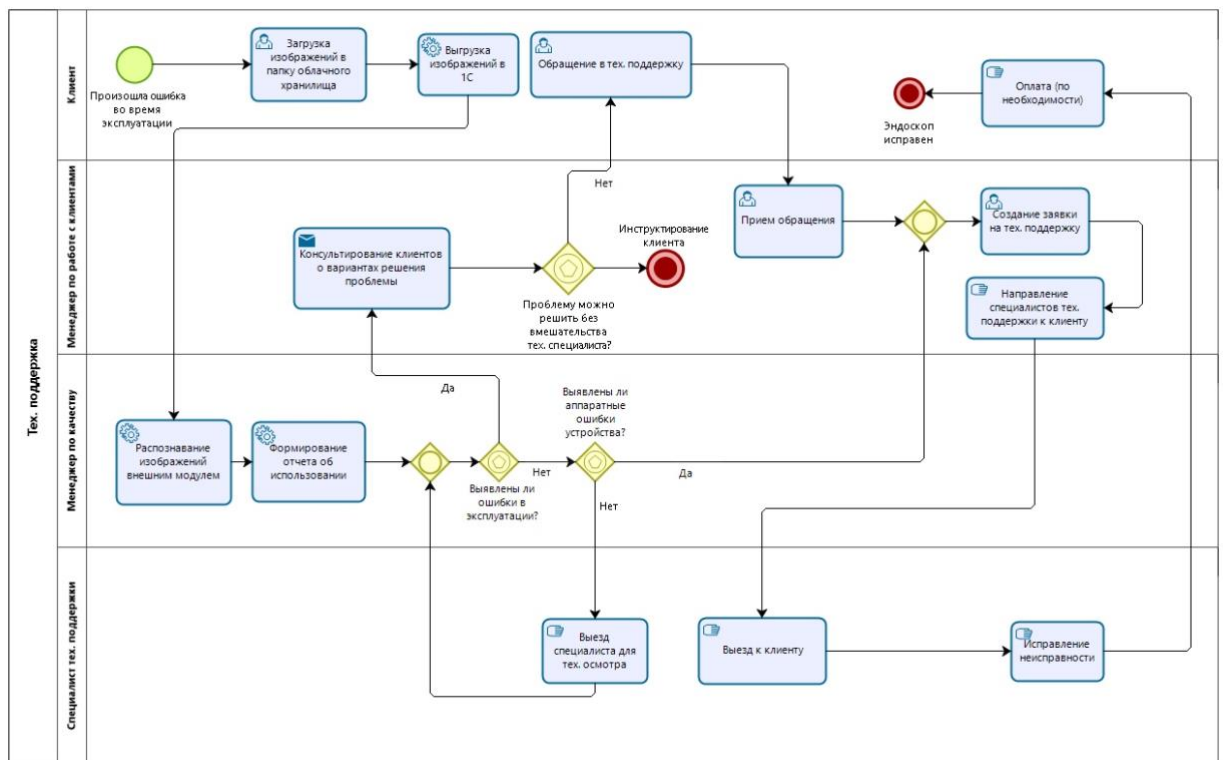 Тех. поддержка
Клиент
Произошла ошибка
во время
эксплуатации
Загрузка
изображений в
папку облачного
хранилища
Выгрузка
изображений в
1С
Обращение в тех. поддержку
Эндоскоп
исправен
Оплата (по
необходимости)
Менеджер по работе с клиентами
Консультирование клиентов
о вариантах решения
проблемы
Нет
Инструктирование
клиента
Проблему можно
решить без
вмешательства
тех. специалиста?
Прием обращения
Создание заявки
на тех. поддержку
Направление
специалистов тех.
поддержки к клиенту
Менеджер по качеству
Распознавание
изображений
внешним модулем
Формирование
отчета об
использовании
Да
Выявлены ли
ошибки в
эксплуатации?
Нет
Выявлены ли
аппаратные
ошибки
устройства?
Да
Нет
Специалист тех. поддержки
Выезд
специалиста для
тех. осмотра
Выезд к клиенту
Исправление
неисправности